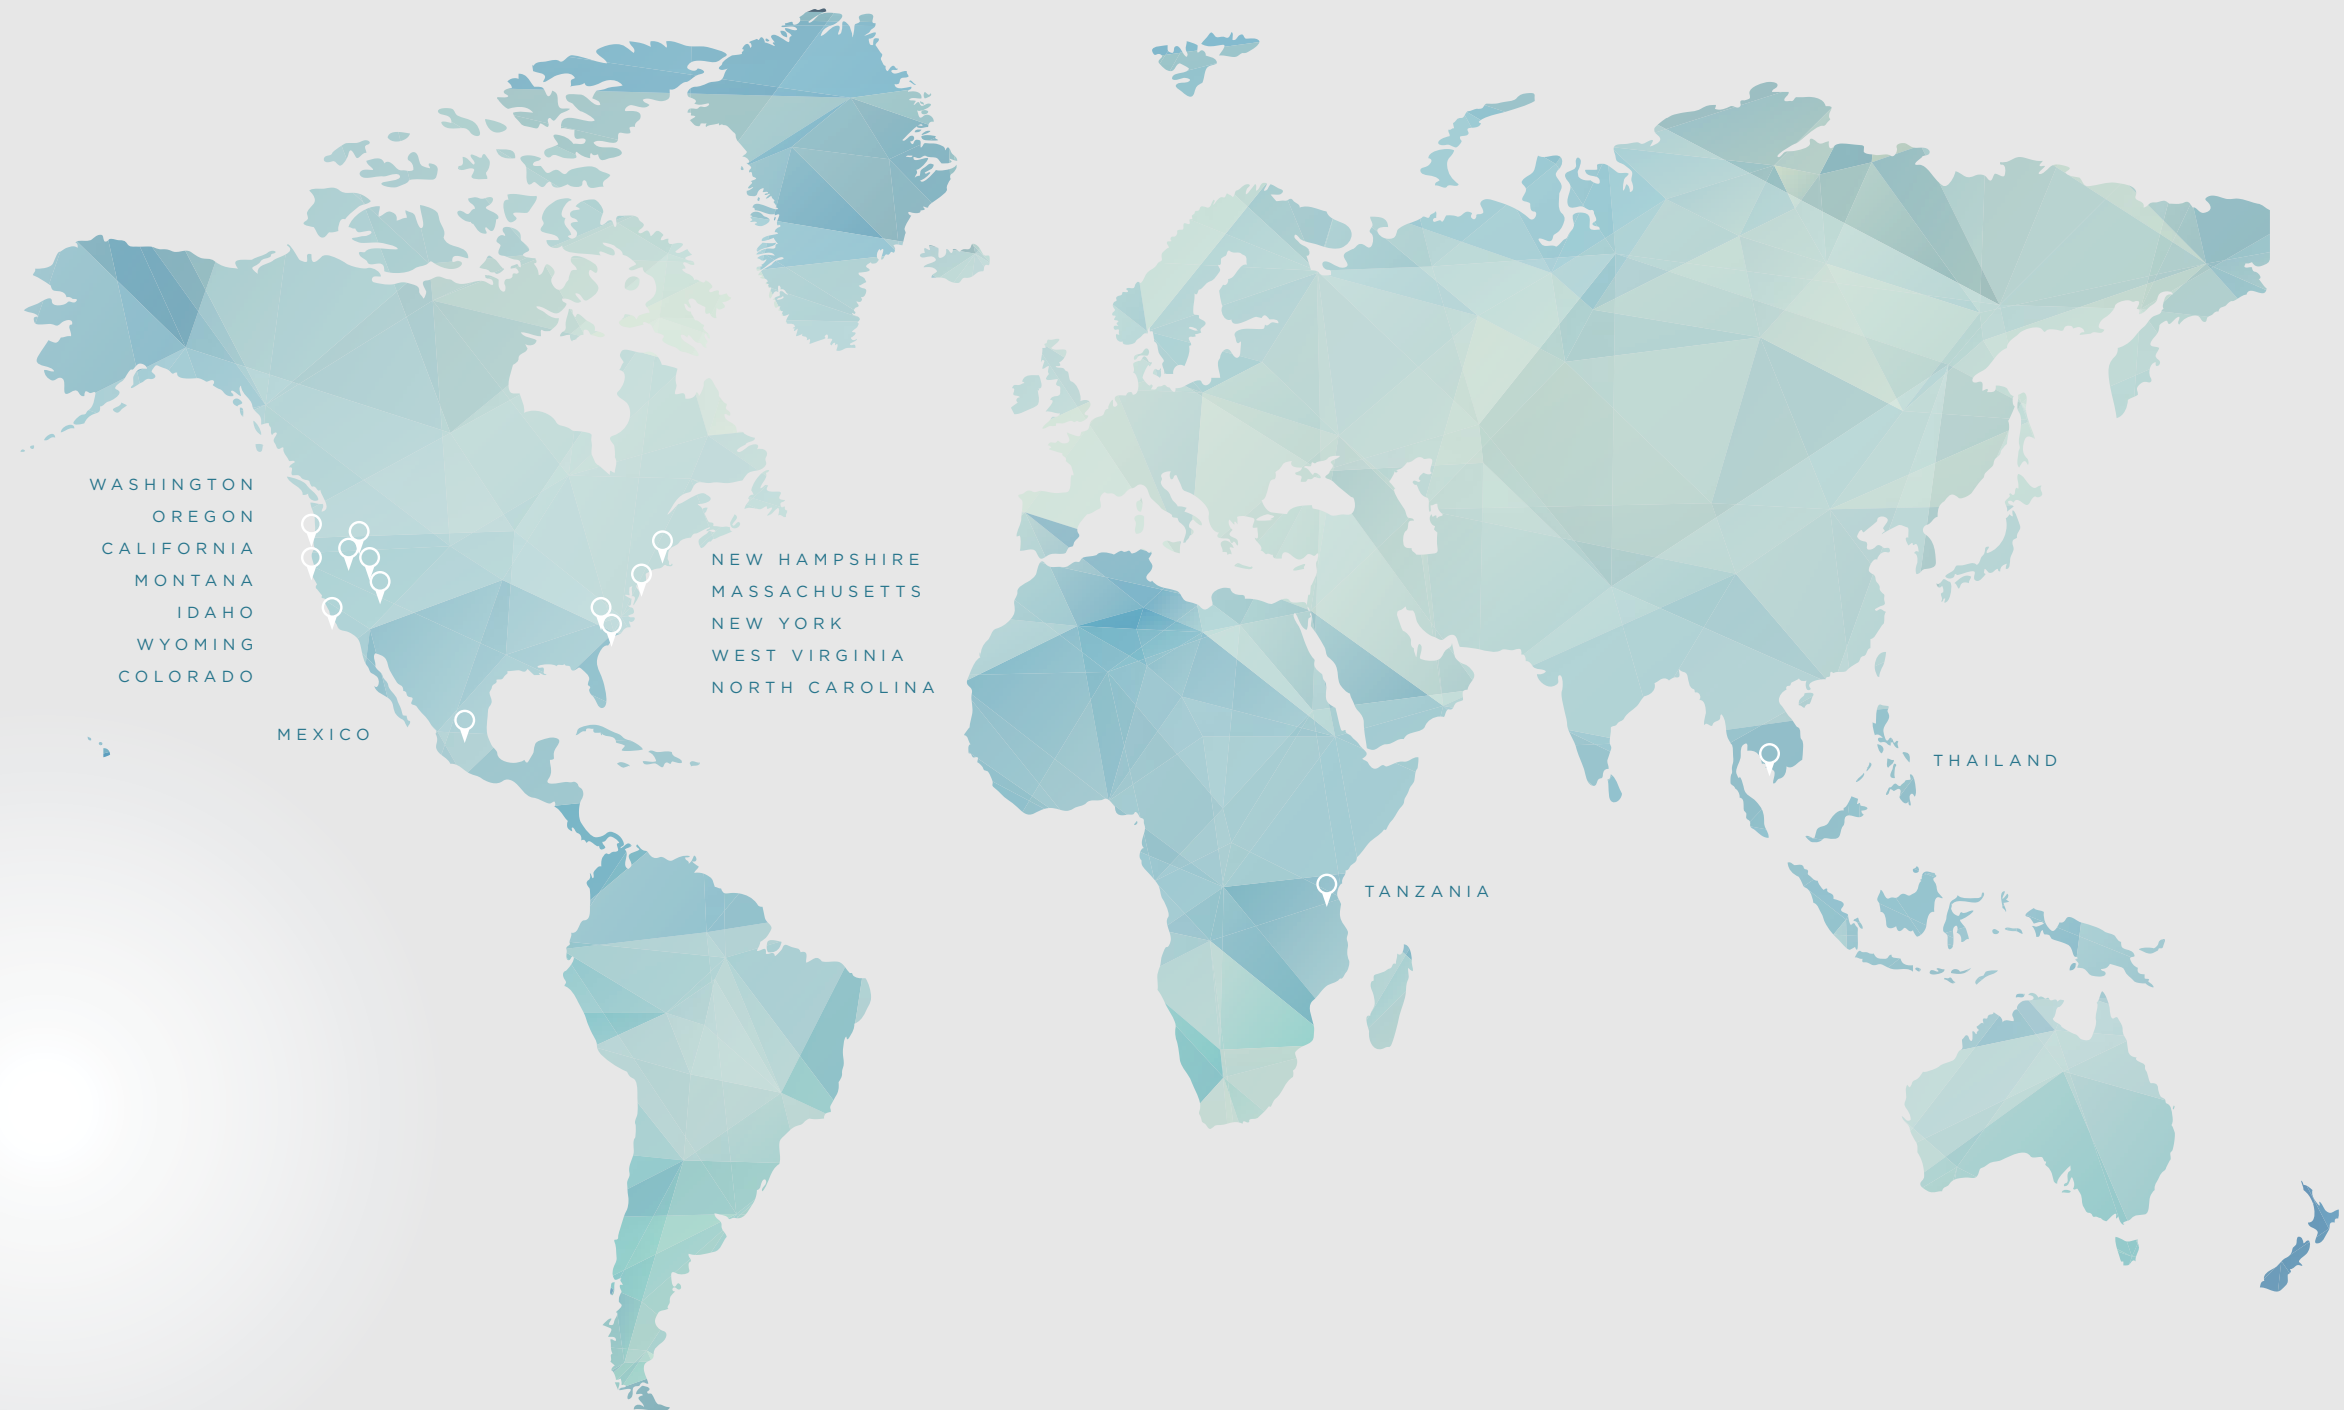 WASHINGTON
OREGON
CALIFORNIA
MONTANA
IDAHO
WYOMING
COLORADO
MEXICO
NEW HAMPSHIRE
MASSACHUSETTS
NEW YORK
WEST VIRGINIA
NORTH CAROLINA
THAILAND
TANZANIA